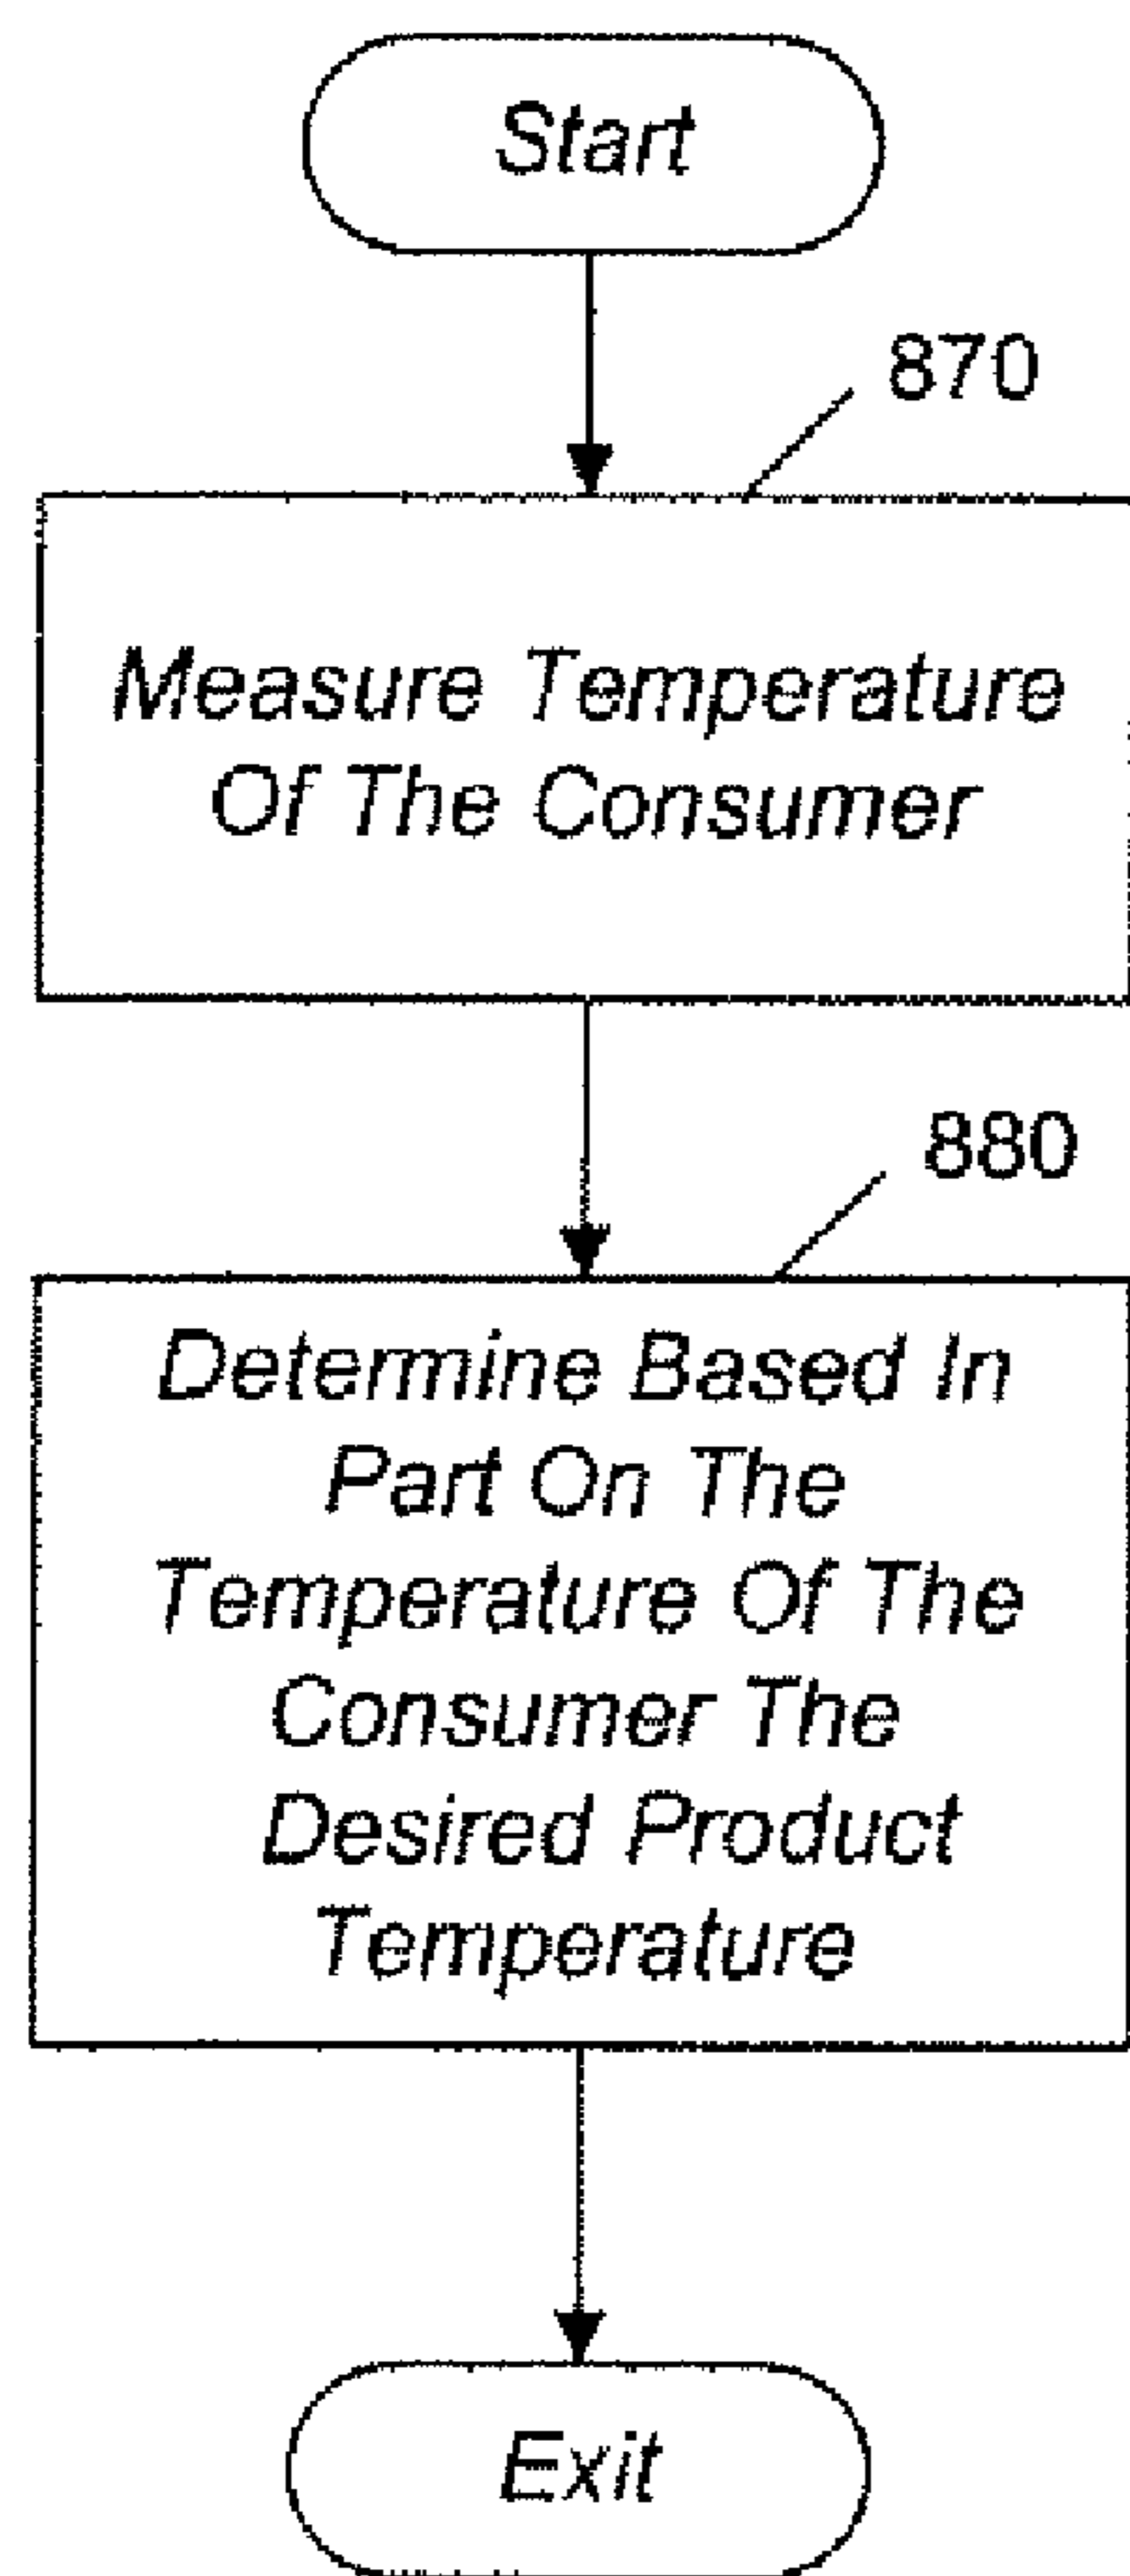 Start
870
Measure Temperature
Of The Consumer
880
Determine Based In
Part On The
Temperature Of The
Consumer The
Desired Product
Temperature
Exit